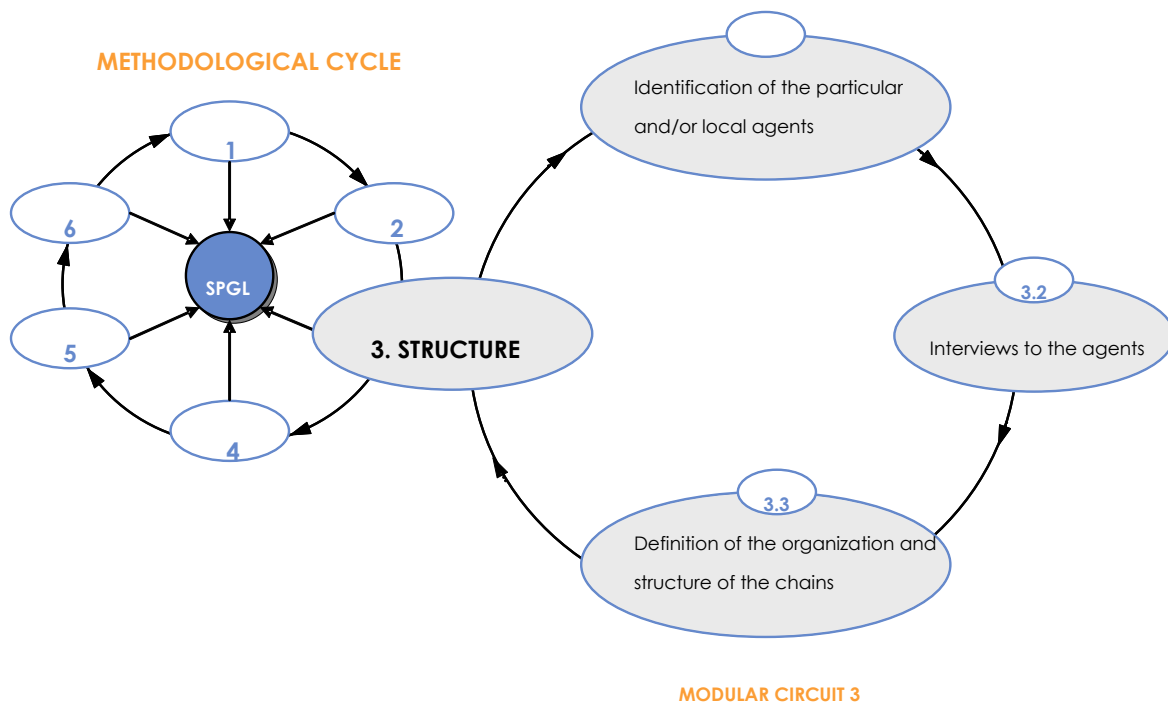 METHODOLOGICAL CYCLE
1
2
6
SPGL
5
4
3. STRUCTURE
Identification of the particular
and/or local agents
3.2
Interviews to the agents
3.3
Definition of the organization and
structure of the chains
MODULAR CIRCUIT 3